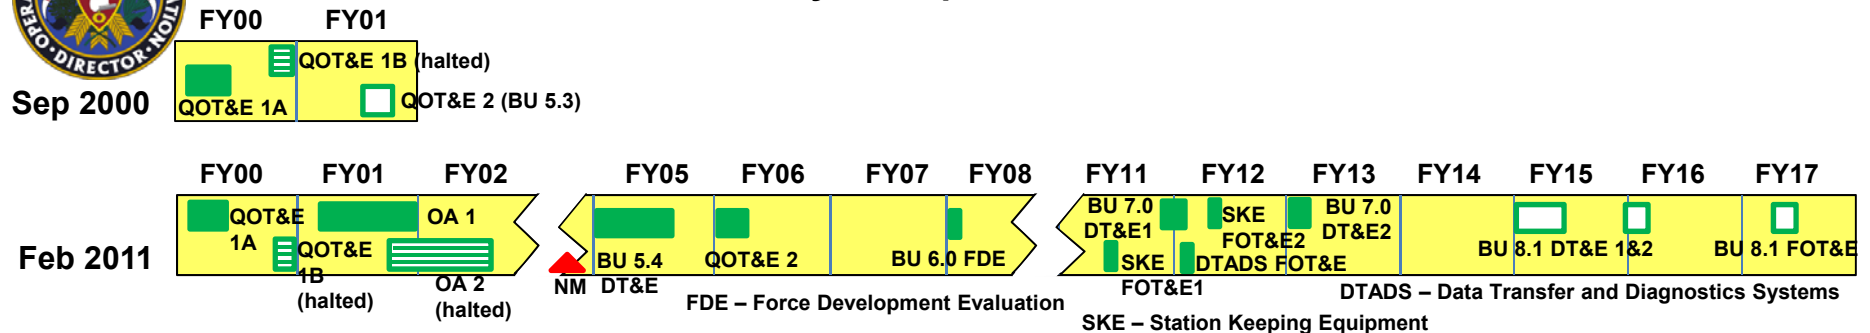 OPER
DIRECTOR
FY00 FY01
QOT&E 1B (halted)
Sep 2000
QOT&E 1A
QOT&E 2 (BU 5.3)
FY00 FY01 FY02 FY05 FY06 FY07 FY08 FY11 FY12 FY13 FY14 FY15 FY16 FY17
Feb 2011
QOT&E
1A
QOT&E
1B
(halted)
OA 1
OA 2
(halted)
NM
BU 5.4
DT&E
QOT&E 2
BU 6.0 FDE
BU 7.0
DT&E1
SKE
FOT&E1
SKE
FOT&E2
DTADS FOT&E
BU 7.0
DT&E2
BU 8.1 DT&E 1&2
BU 8.1 FOT&E
FDE – Force Development Evaluation
DTADS – Data Transfer and Diagnostics Systems
SKE – Station Keeping Equipment